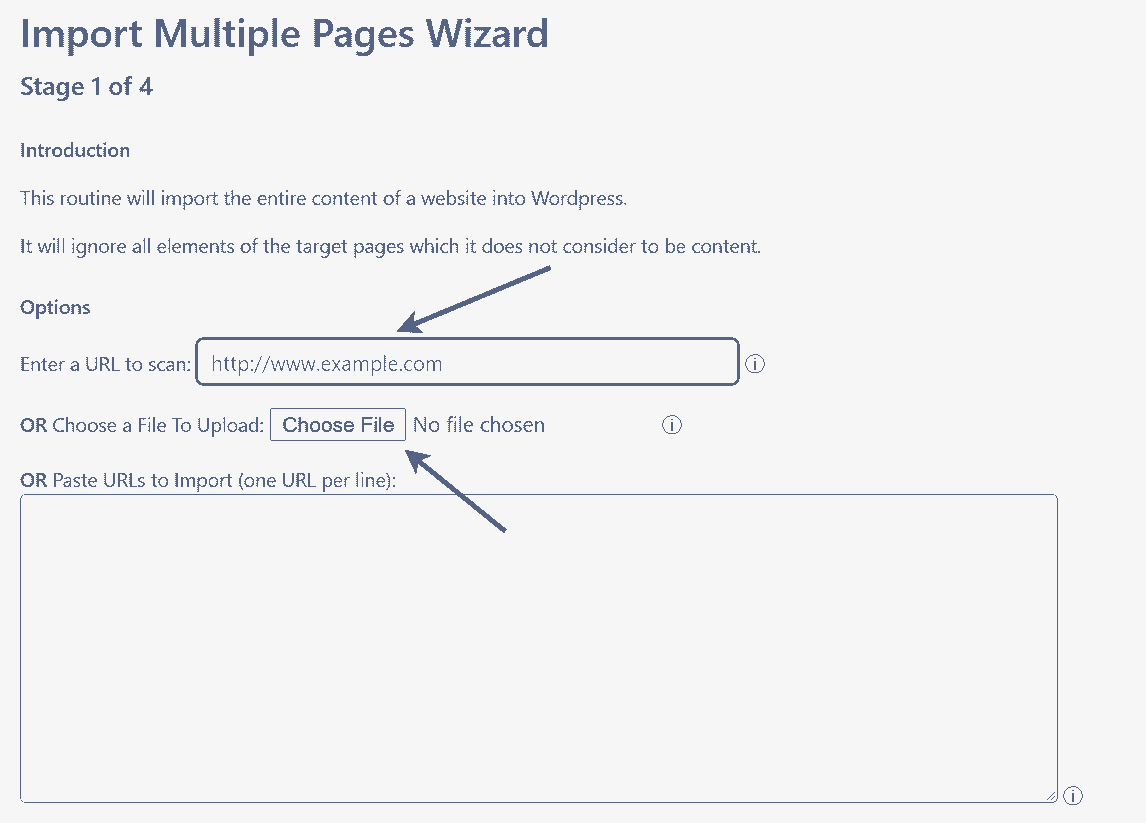 Import Multiple Pages Wizard
Stage 1 of 4
Introduction
This routine will import the entire content of a website into Wordpress.
It will ignore all elements of the target pages which it does not consider to be content.
Options
Enter a URL to scan: http://www.example.com
OR Choose a File To Upload: Choose File No file chosen
OR Paste URLs to Import (one URL per line):